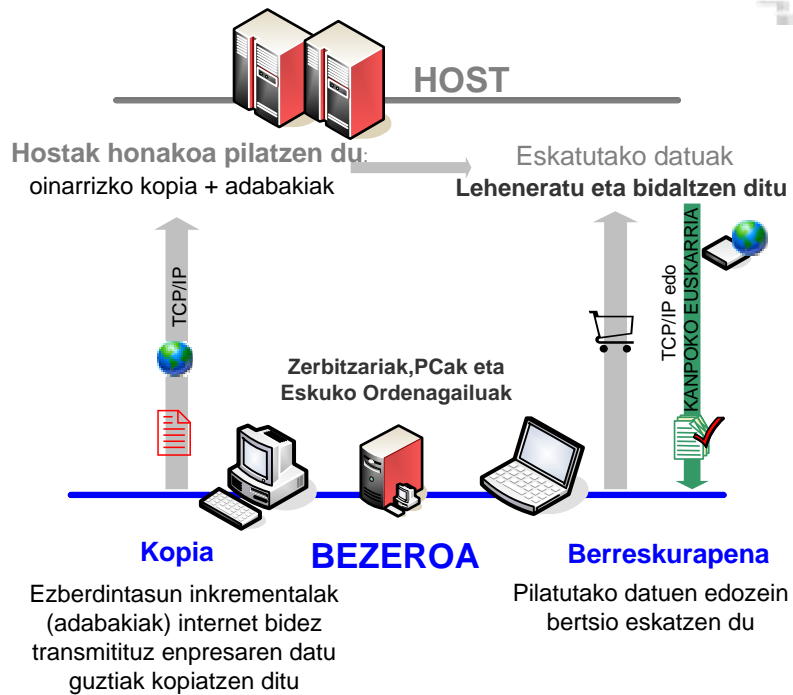 HOST
Hostak honakoa pilatzen du:
oinarrizko kopia + adabakiak
Eskatutako datuak
Leheneratu eta bidaltzen ditu
TCP/IP
TCP/IP edo
KANPOKO EUSKARRIA
Zerbitzariak,PCak eta
Eskuko Ordenagailuak
Kopia
BEZEROA
Berreskurapena
Ezberdintasun inkrementalak
(adabakiak) internet bidez
transmitituz enpresaren datu
guztiak kopiatzen ditu
Pilatutako datuen edozein
bertsio eskatzen du